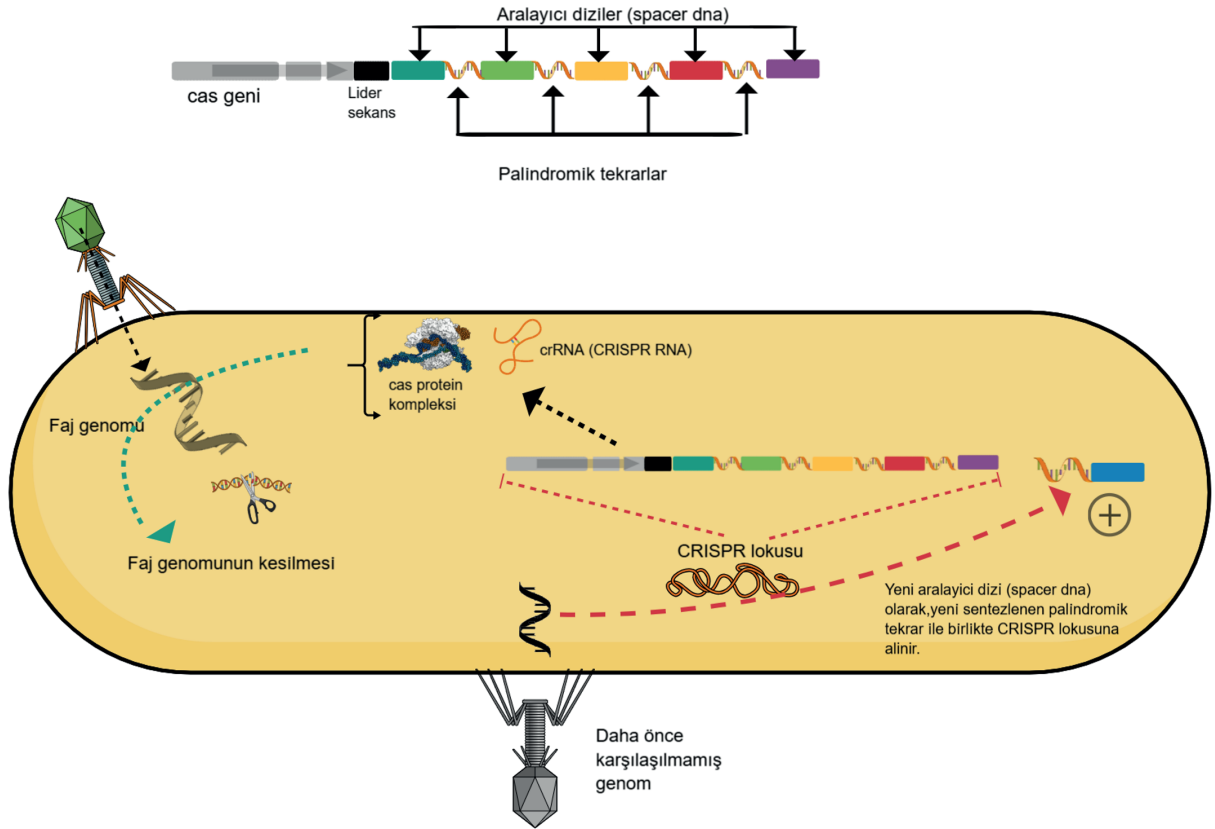 Aralayıcı diziler (spacer dna)
cas geni
Lider
sekans
Palindromik tekrarlar
crRNA (CRISPR RNA)
cas protein
kompleksi
Faj genomu
Faj genomunun kesilmesi
CRISPR lokusu
Yeni aralayici dizi (spacer dna)
olarak,yeni sentezlenen palindromik
tekrar ile birlikte CRISPR lokusuna
alinir.
Daha önce
karşılaşılmamış
genom